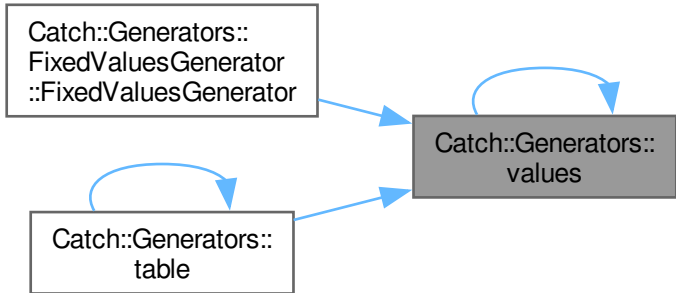 Catch::Generators::
FixedValuesGenerator
::FixedValuesGenerator
Catch::Generators::
values
Catch::Generators::
table